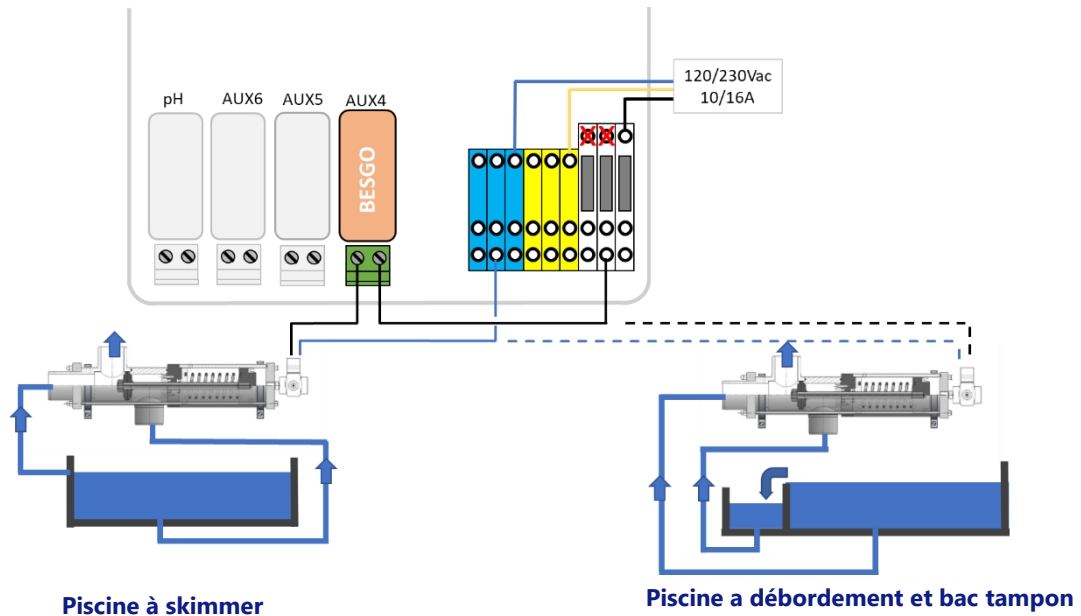 120/230Vac
10/16A
pH
AUX6
AUX5
AUX4
BESGO
Piscine à skimmer
Piscine a débordement et bac tampon